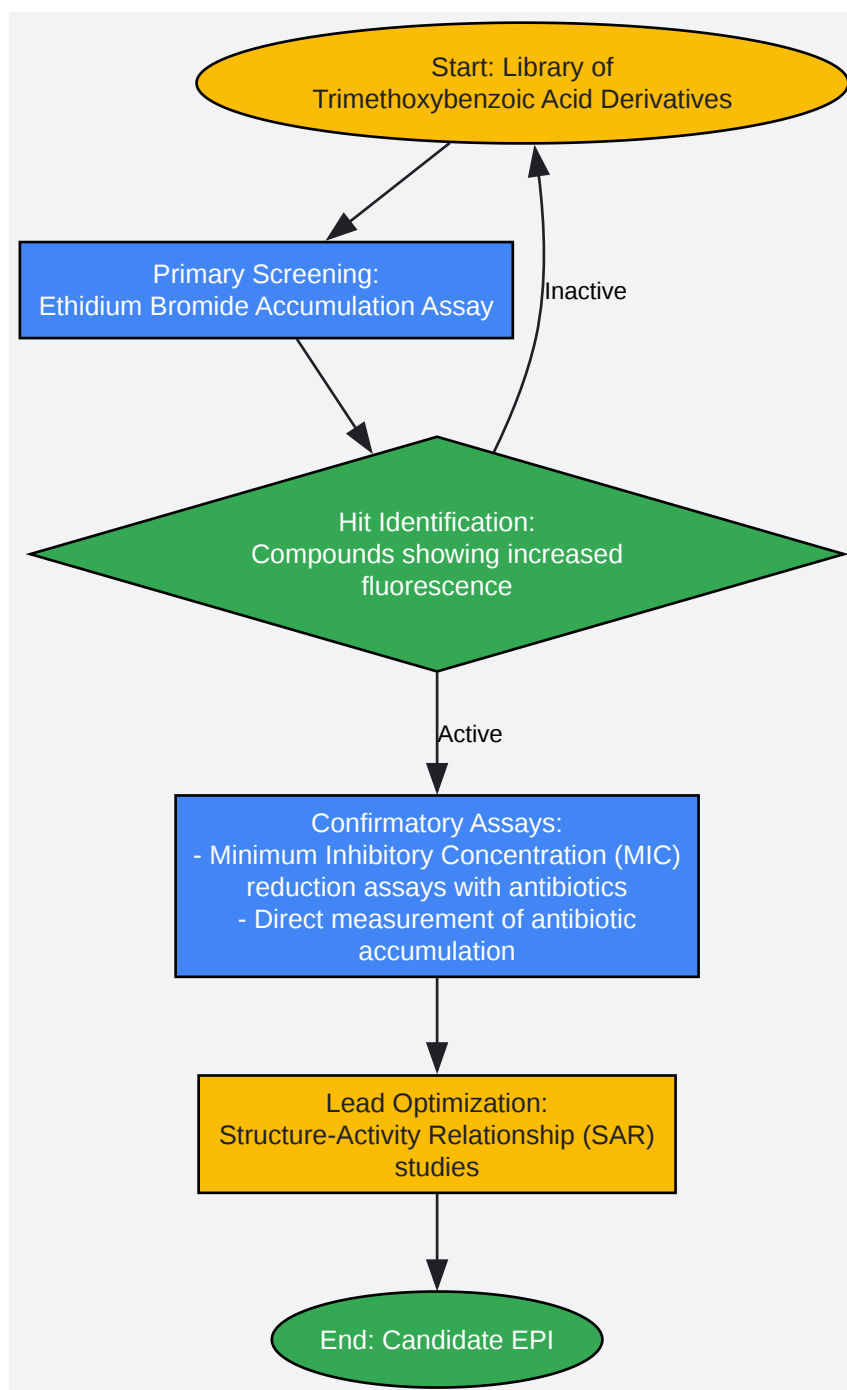 Start: Library of
Trimethoxybenzoic Acid Derivatives
Primary Screening:
Ethidium Bromide Accumulation Assay
Inactive
Hit Identification:
Compounds showing increased
fluorescence
Active
Confirmatory Assays:
- Minimum Inhibitory Concentration (MIC)
reduction assays with antibiotics
- Direct measurement of antibiotic
accumulation
Lead Optimization:
Structure-Activity Relationship (SAR)
studies
End: Candidate EPI